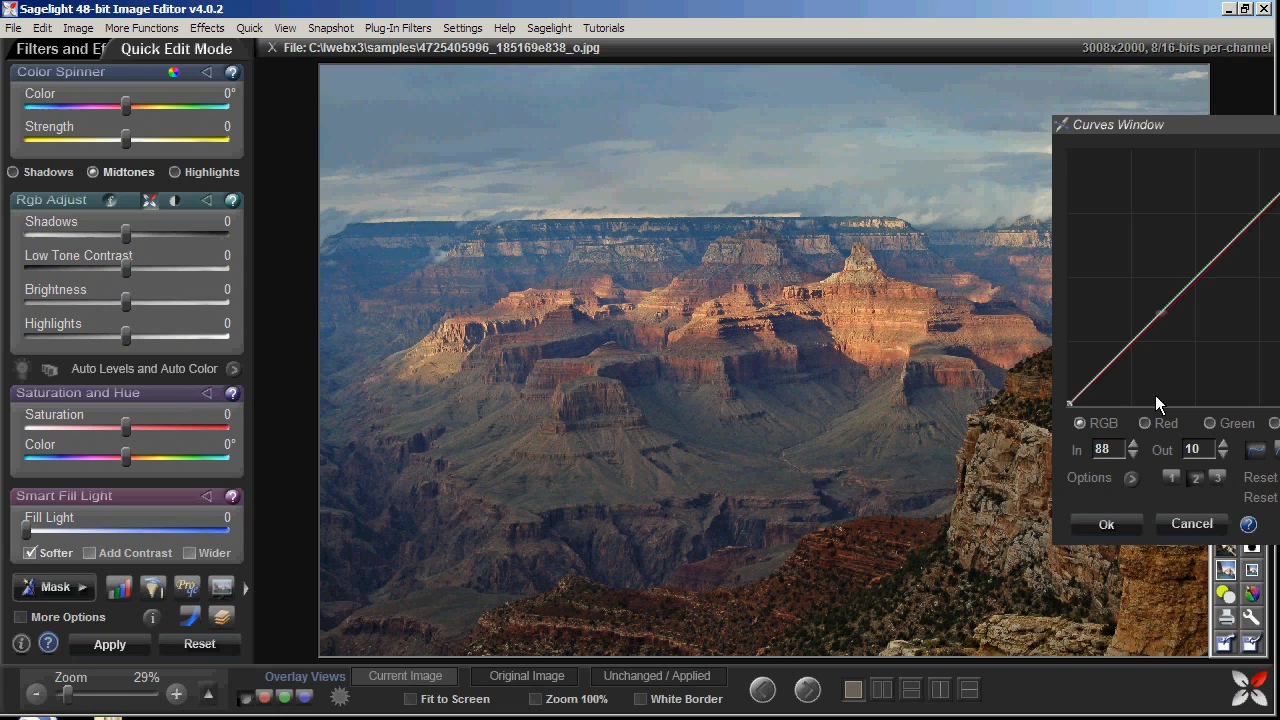 Sagelight 48-bit Image Editor v4.0.2
File Edit Image More Functions Effects Quick View Snapshot Plug-In Filters Settings Help Sagelight Tutorials
Filters and Ef Quick Edit Mode
X File: C:\lwebx3\samples\4725405996_185169e838_o.jpg 3008x2000, 8/16-bits per-channel
Color Spinner
Color 0°
Strength 0
Shadows Midtones Highlights
Rgb Adjust
Shadows 0
Low Tone Contrast 0
Brightness 0
Highlights 0
Auto Levels and Auto Color
Saturation and Hue
Saturation 0
Color 0°
Smart Fill Light
Fill Light 0
Softer Add Contrast Wider
Mask
More Options
Apply Reset
Curves Window
RGB Red Green
In 88 Out 10
Options 1 2 3 Reset
Reset
Ok Cancel
Zoom 29%
Overlay Views Current Image Original Image Unchanged / Applied
Fit to Screen Zoom 100% White Border